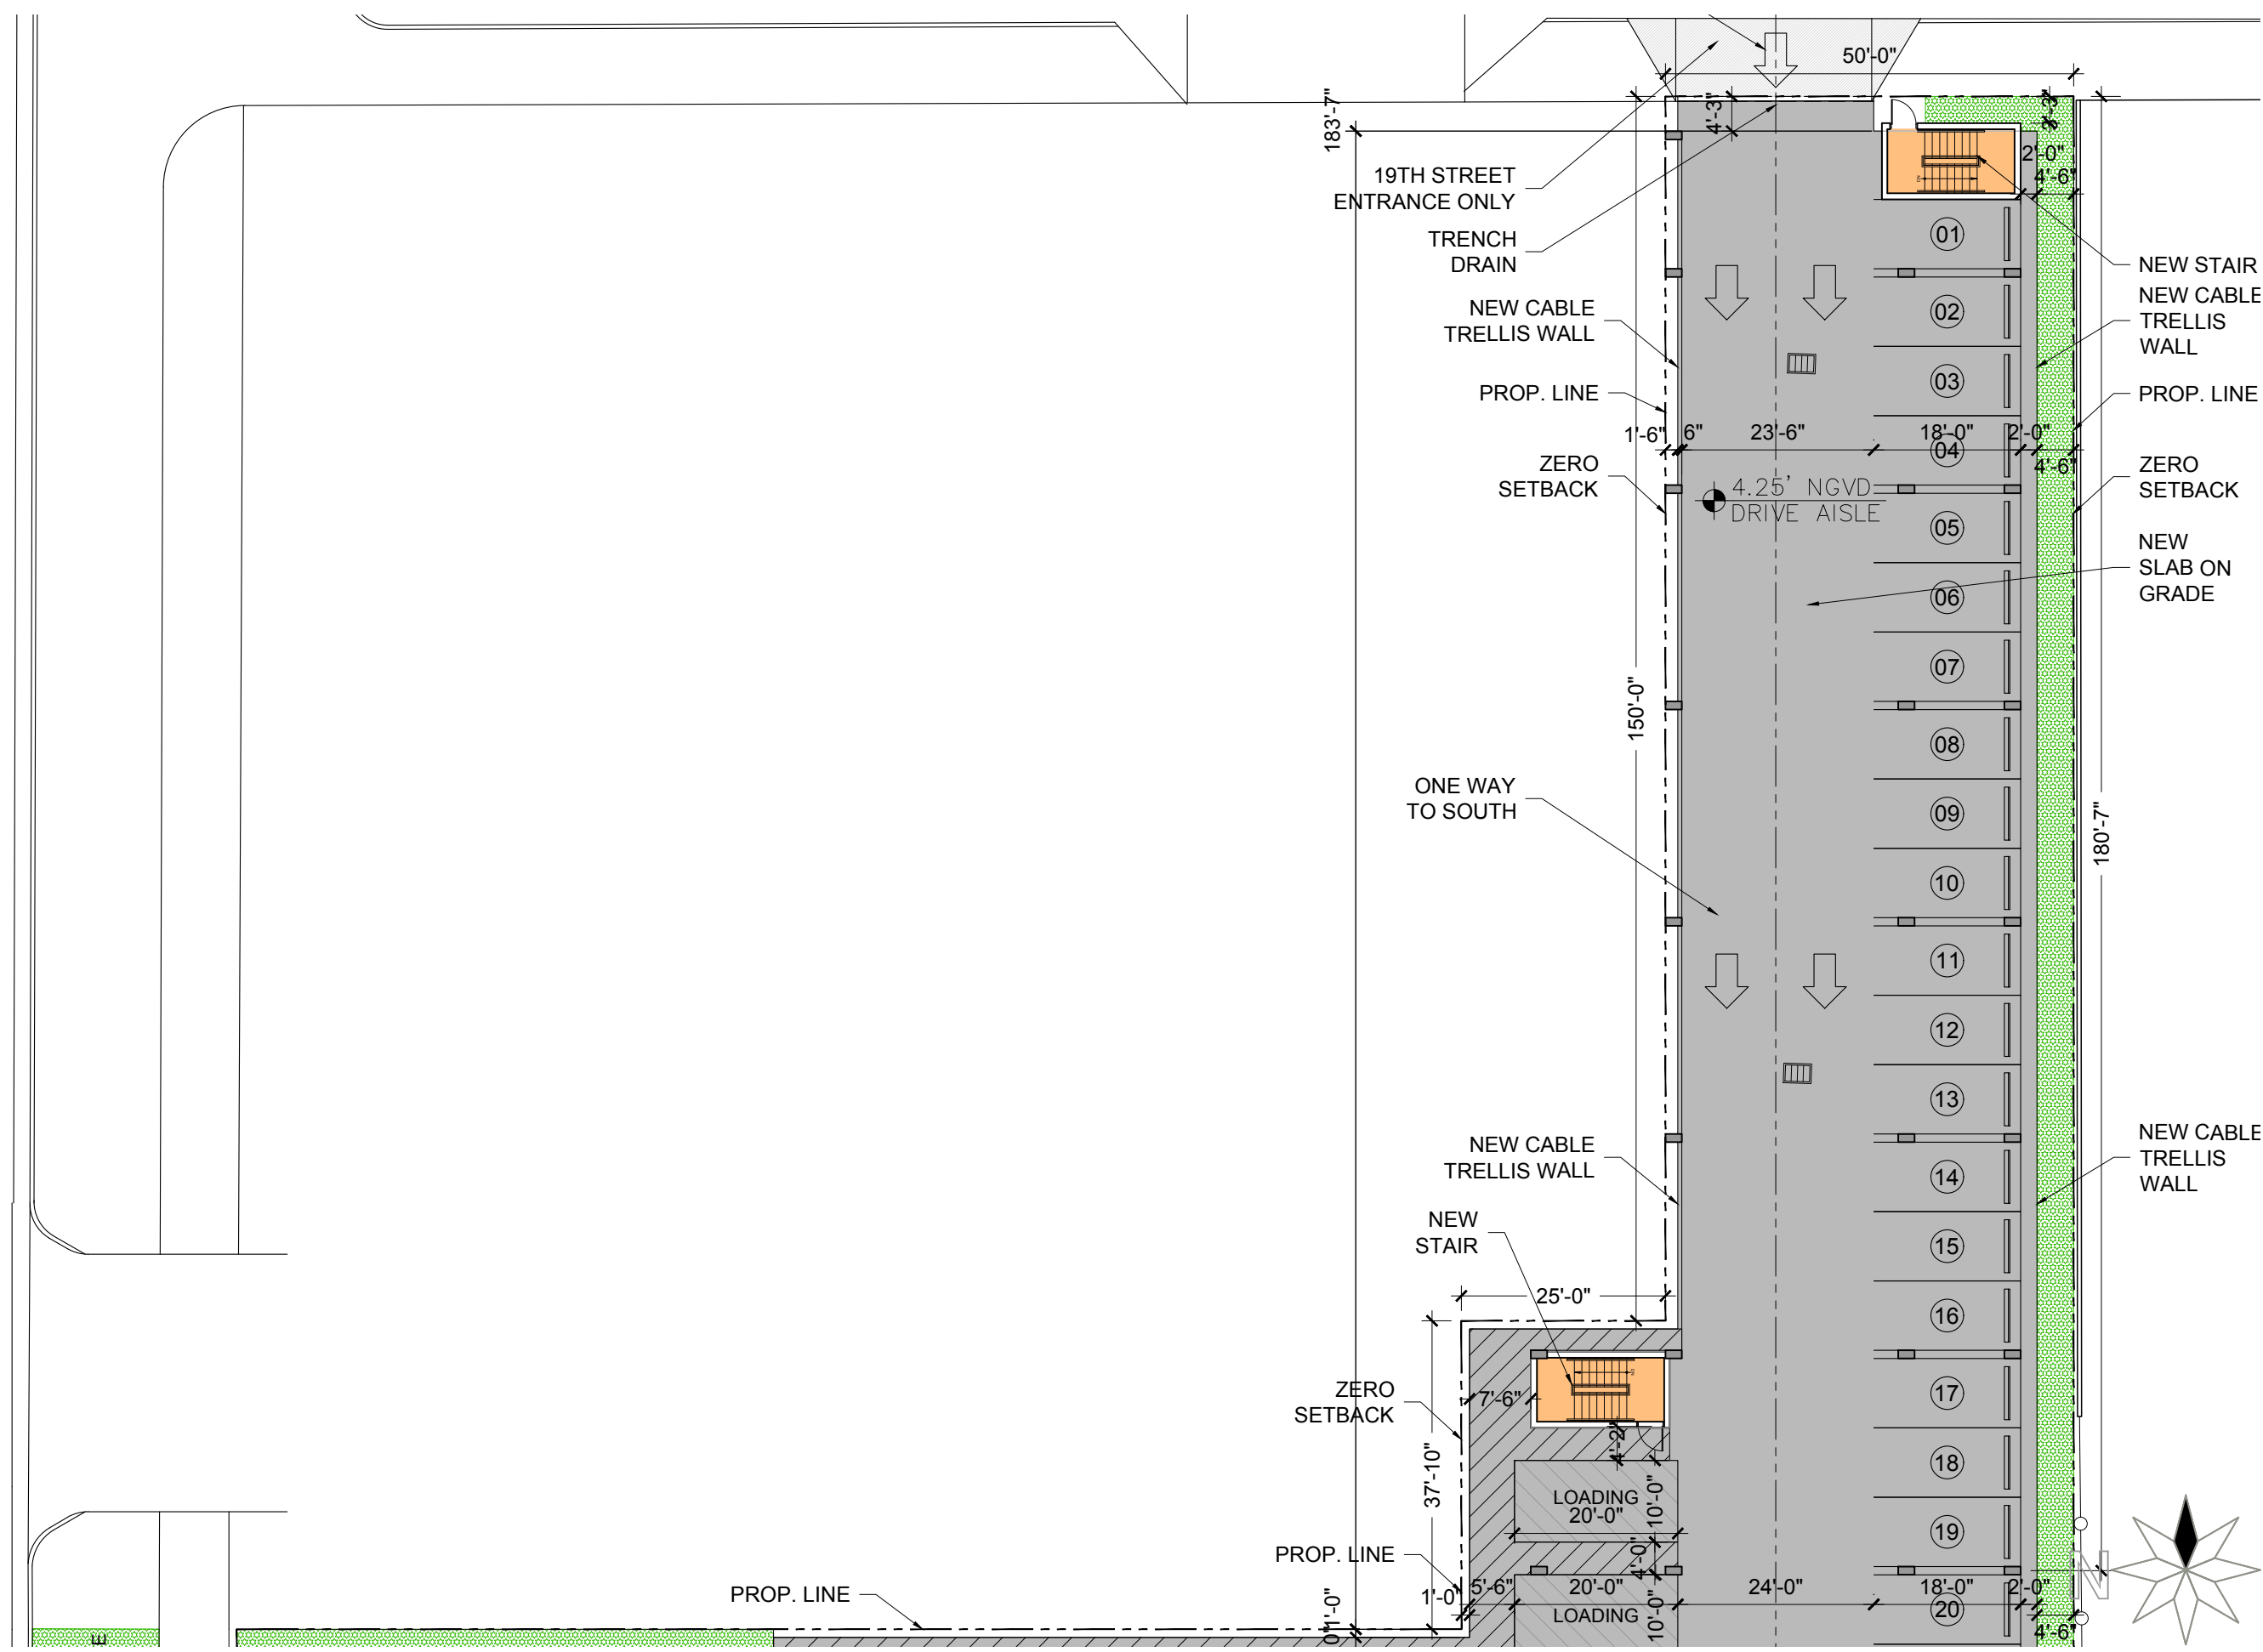 50'-0"
183'-7"
4'-3"
3'-3"
19TH STREET
ENTRANCE ONLY
2'-0"
4'-6"
TRENCH
DRAIN
01
NEW STAIR
NEW CABLE
TRELLIS
WALL
NEW CABLE
TRELLIS WALL
02
PROP. LINE
03
PROP. LINE
1'-6"
6"
23'-6"
18'-0"
2'-0"
04
4'-6"
ZERO
SETBACK
ZERO
SETBACK
4.25' NGVD
DRIVE AISLE
05
NEW
SLAB ON
GRADE
06
07
150'-0"
08
ONE WAY
TO SOUTH
09
180'-7"
10
11
12
13
NEW CABLE
TRELLIS WALL
NEW CABLE
TRELLIS
WALL
14
NEW
STAIR
15
25'-0"
16
ZERO
SETBACK
7'-6"
17
4'-2"
37'-10"
18
LOADING
20'-0"
10'-0"
19
PROP. LINE
4'-0"
N
PROP. LINE
1'-0"
5'-6"
20'-0"
24'-0"
18'-0"
2'-0"
1'-0"
LOADING
10'-0"
20
4'-6"
E